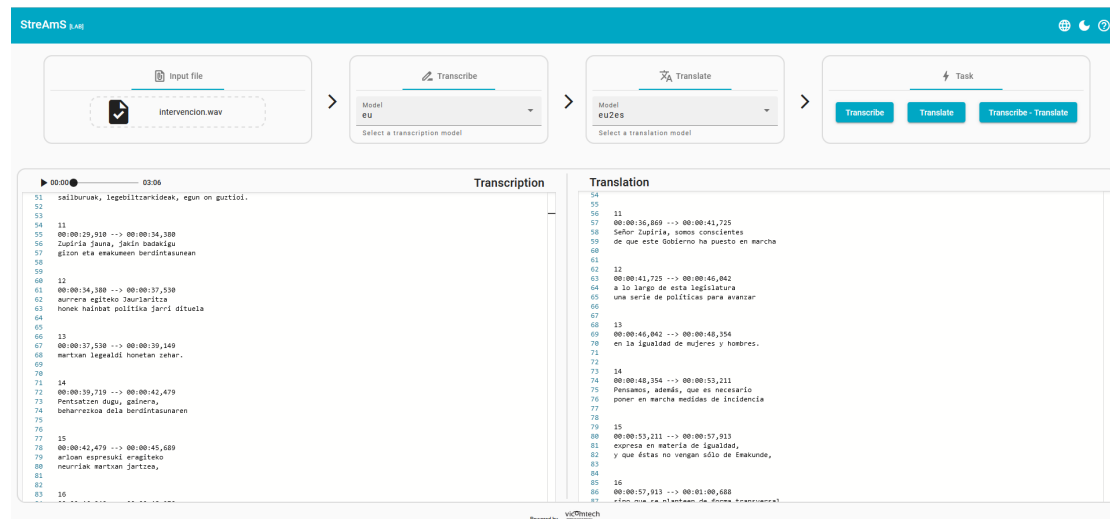 StreAmS [LAB]
Input file
intervencion.wav
Transcribe
Model
eu
Select a transcription model
Translate
Model
eu2es
Select a translation model
Task
Transcribe
Translate
Transcribe - Translate
00:00
03:06
Transcription
51 sailburuak, legebiltzarkideak, egun on guztioi.
52
53
54 11
55 00:00:29,910 --> 00:00:34,380
56 Zupiria jauna, jakin badakigu
57 gizon eta emakumeen berdintasunean
58
59
60 12
61 00:00:34,380 --> 00:00:37,530
62 aurrera egiteko Jaurlaritza
63 honek hainbat politika jarri dituela
64
65
66 13
67 00:00:37,530 --> 00:00:39,149
68 martxan legealdi honetan zehar.
69
70
71 14
72 00:00:39,719 --> 00:00:42,479
73 Pentsatzen dugu, gainera,
74 beharrezkoa dela berdintasunaren
75
76
77 15
78 00:00:42,479 --> 00:00:45,689
79 arloan espresuki eragiteko
80 neurriak martxan jartzea,
81
82
83 16
Translation
54
55
56 11
57 00:00:36,869 --> 00:00:41,725
58 Señor Zupiria, somos conscientes
59 de que este Gobierno ha puesto en marcha
60
61
62 12
63 00:00:41,725 --> 00:00:46,042
64 a lo largo de esta legislatura
65 una serie de políticas para avanzar
66
67
68 13
69 00:00:46,042 --> 00:00:48,354
70 en la igualdad de mujeres y hombres.
71
72
73 14
74 00:00:48,354 --> 00:00:53,211
75 Pensamos, además, que es necesario
76 poner en marcha medidas de incidencia
77
78
79 15
80 00:00:53,211 --> 00:00:57,913
81 expresa en materia de igualdad,
82 y que éstas no vengan sólo de Emakunde,
83
84
85 16
86 00:00:57,913 --> 00:01:00,688
87 sino que se planteen de forma transversal
vicomtech